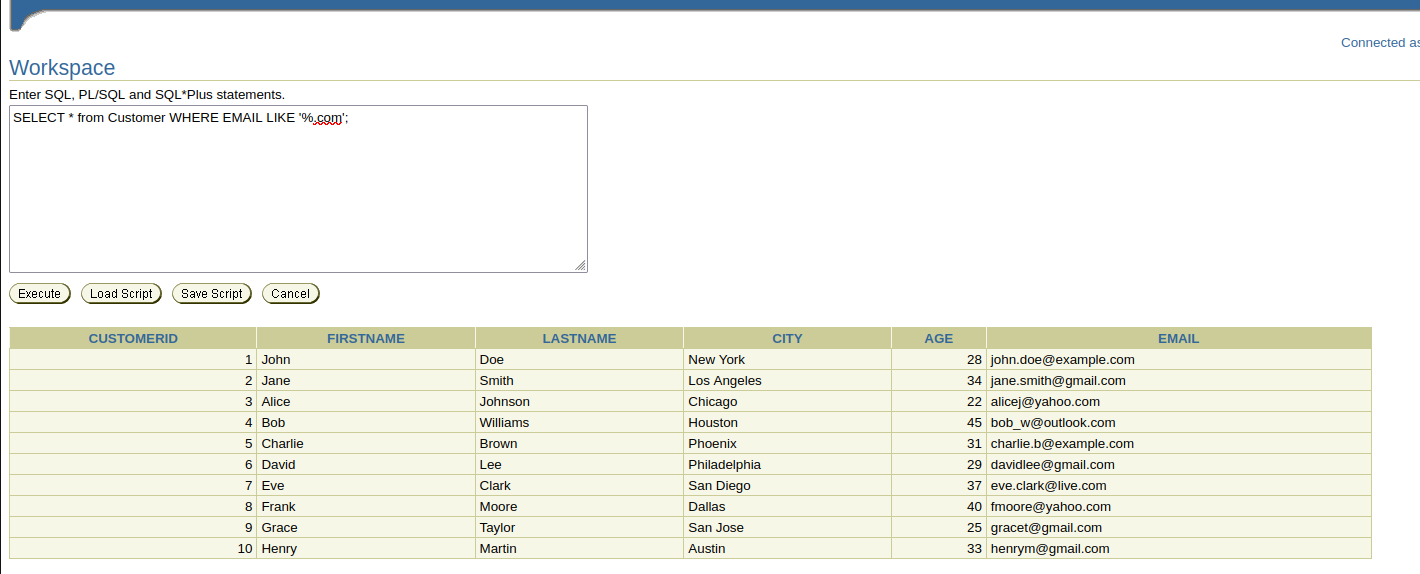 Connected as
Workspace
Enter SQL, PL/SQL and SQL*Plus statements.
SELECT * from Customer WHERE EMAIL LIKE '%.com';
Execute Load Script Save Script Cancel
CUSTOMERID FIRSTNAME LASTNAME CITY AGE EMAIL
1 John Doe New York 28 john.doe@example.com
2 Jane Smith Los Angeles 34 jane.smith@gmail.com
3 Alice Johnson Chicago 22 alicej@yahoo.com
4 Bob Williams Houston 45 bob_w@outlook.com
5 Charlie Brown Phoenix 31 charlie.b@example.com
6 David Lee Philadelphia 29 davidlee@gmail.com
7 Eve Clark San Diego 37 eve.clark@live.com
8 Frank Moore Dallas 40 fmoore@yahoo.com
9 Grace Taylor San Jose 25 gracet@gmail.com
10 Henry Martin Austin 33 henrym@gmail.com